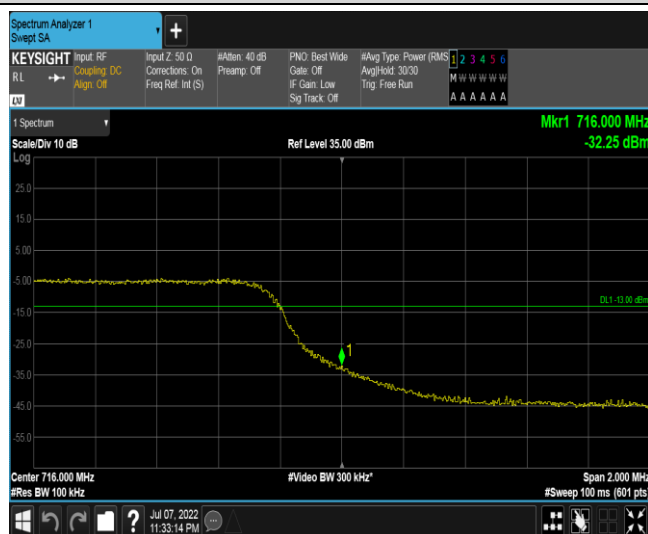 Spectrum Analyzer 1
Swept SA
+
KEYSIGHT Input: RF Input Z: 50 Ω #Atten: 40 dB PNO: Best Wide #Avg Type: Power (RMS 1 2 3 4 5 6
RL Coupling: DC Corrections: On Preamp: Off Gate: Off Avg|Hold: 30/30 M W W W W W
Align: Off Freq Ref: Int (S) IF Gain: Low Trig: Free Run
LXI Sig Track: Off A A A A A A
1 Spectrum Mkr1 716.000 MHz
Scale/Div 10 dB Ref Level 35.00 dBm -32.25 dBm
Log
25.0
15.0
5.00
-5.00
DL1 -13.00 dBm
-15.0
-25.0
1
-35.0
-45.0
-55.0
Center 716.000 MHz #Video BW 300 kHz* Span 2.000 MHz
#Res BW 100 kHz #Sweep 100 ms (601 pts)
? Jul 07, 2022
11:33:14 PM